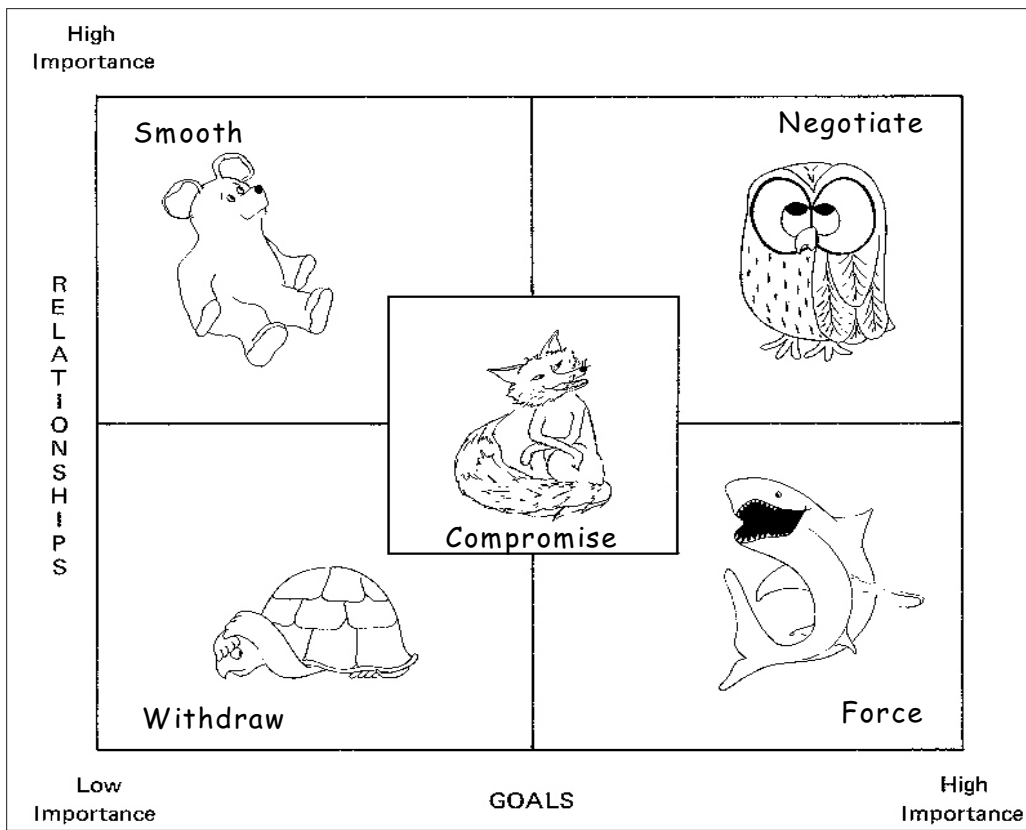 High
Importance
Smooth
Negotiate
RELATIONSHIPS
Compromise
Withdraw
Force
Low
Importance
GOALS
High
Importance